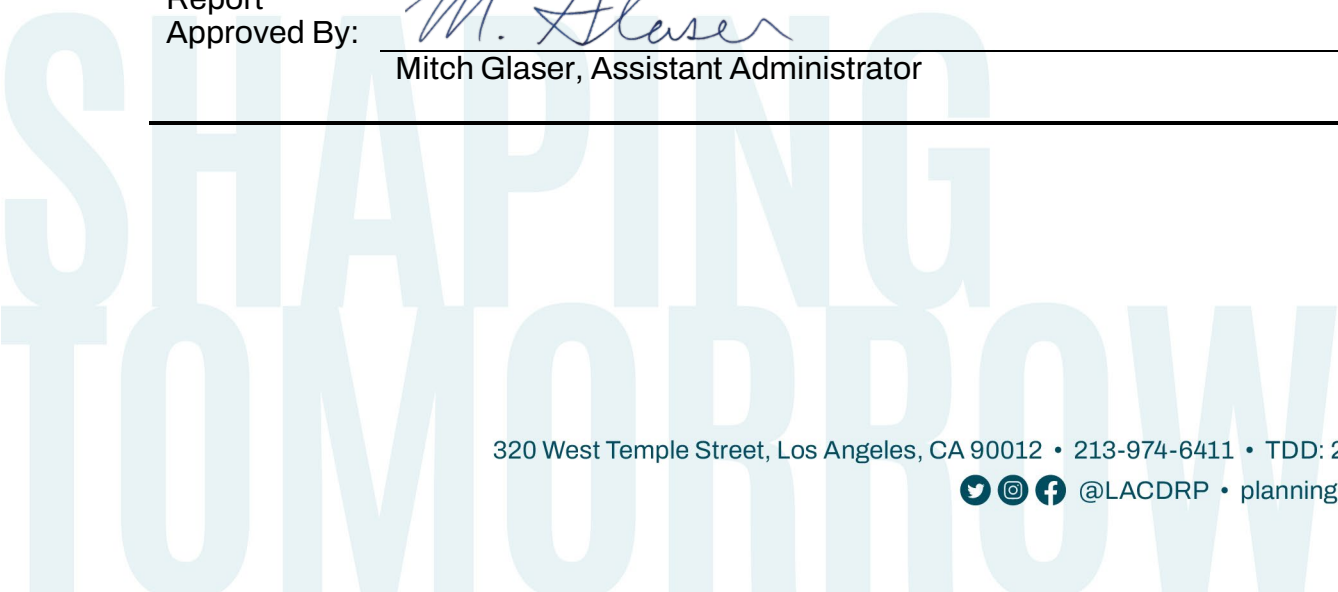 Report
Approved By: M. Glaser
Mitch Glaser, Assistant Administrator
SHAPING
TOMORROW
320 West Temple Street, Los Angeles, CA 90012 • 213-974-6411 • TDD: 2
@LACDRP • planning